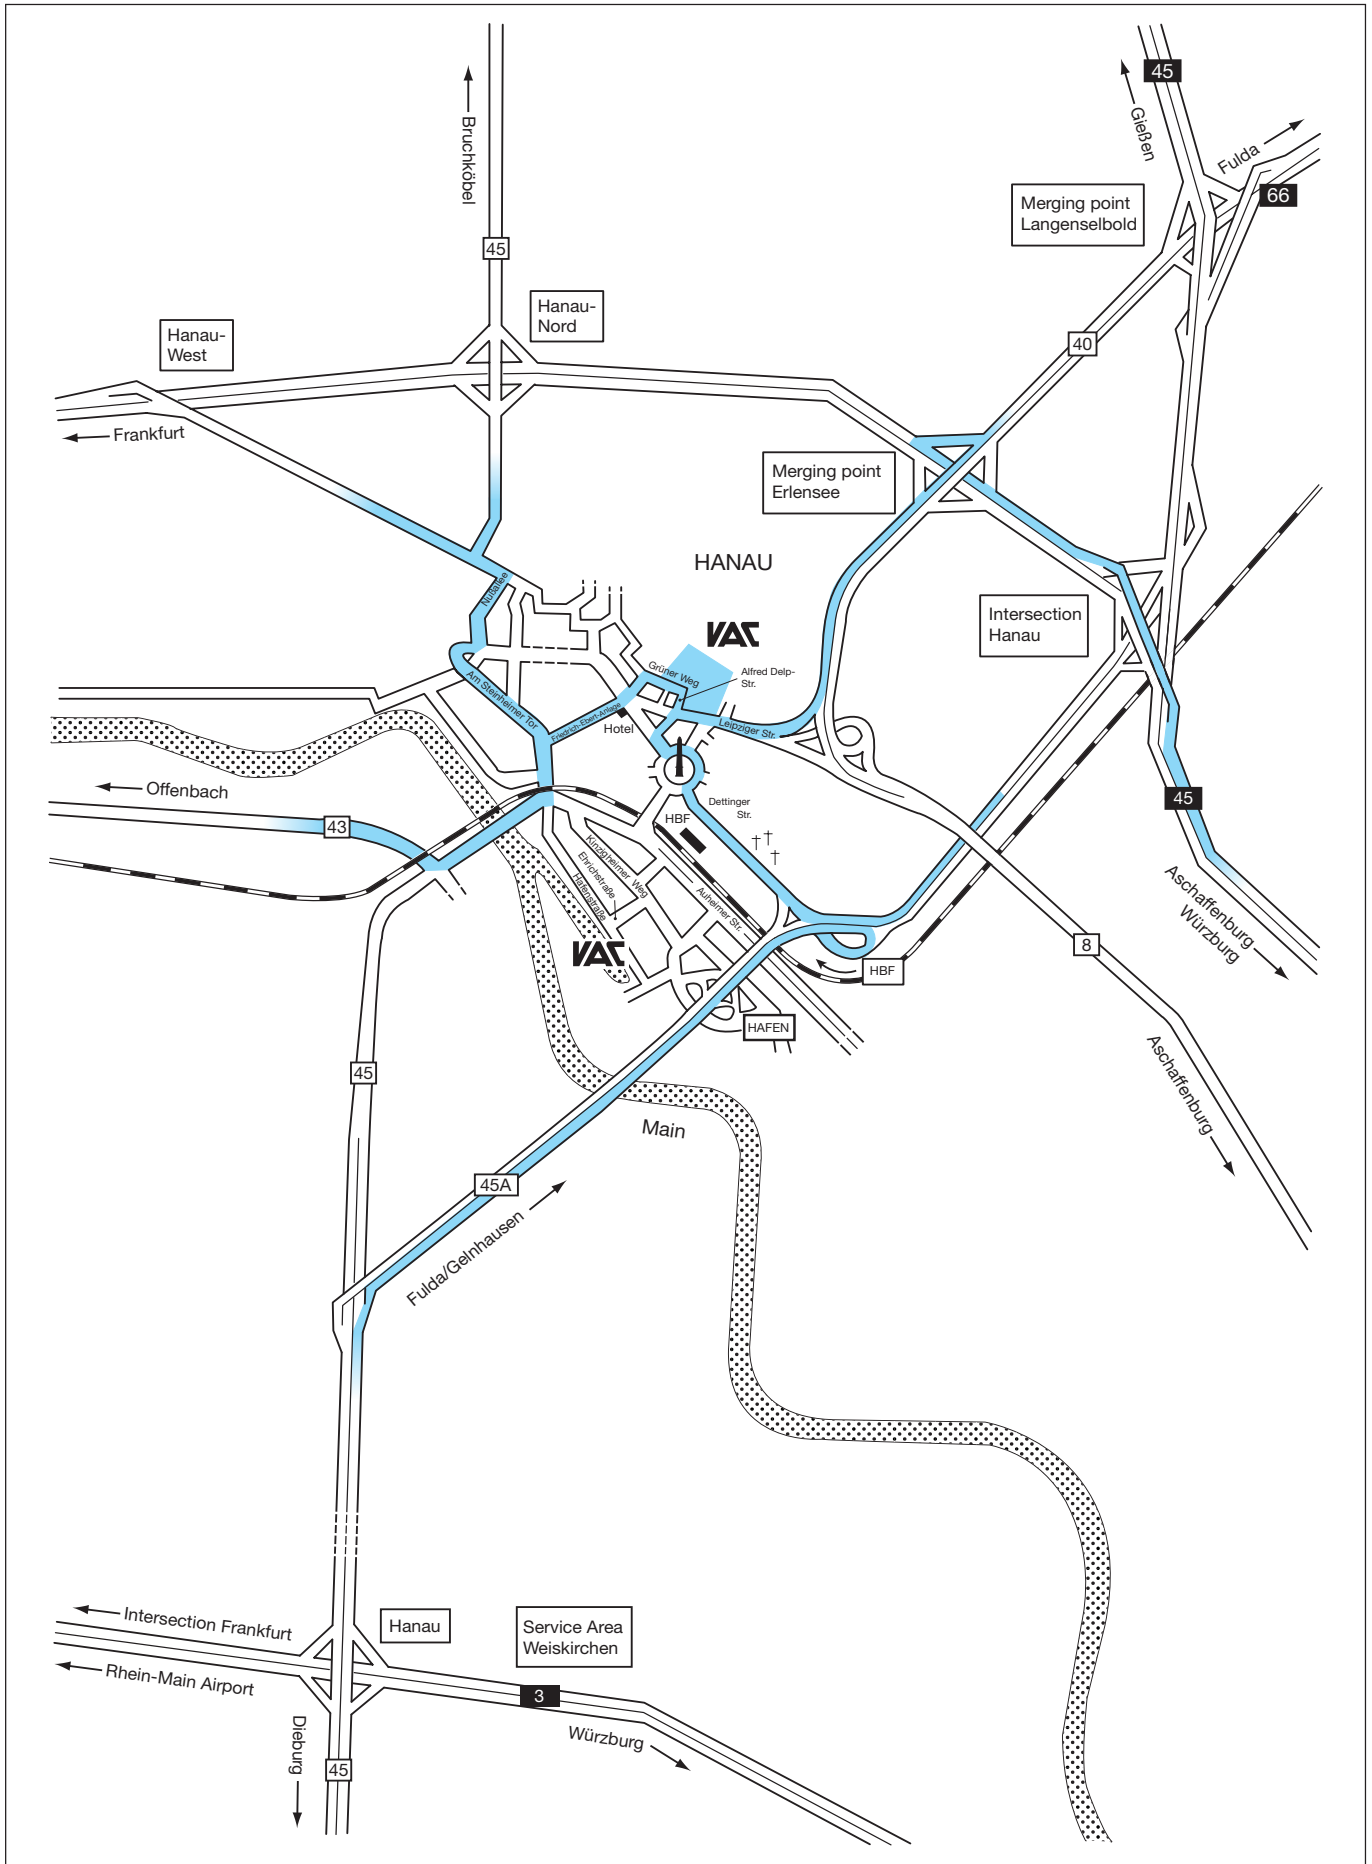 45
Gießen
Fulda
66
Bruchköbel
Merging point
Langenselbold
45
Hanau-
Nord
Hanau-
West
40
Frankfurt
Merging point
Erlensee
HANAU
Nußallee
Intersection
Hanau
VAC
Grüner Weg
Alfred Delp-
Str.
Am Steinheimer Tor
Friedrich-Ebert-Anlage
Hotel
Leipziger Str.
Offenbach
43
Dettinger
Str.
HBF
45
Kinzigheimer Weg
Ehrichstraße
Hafenstraße
Auheimer Str.
Aschaffenburg
Würzburg
VAC
8
HBF
HAFEN
45
Aschaffenburg
Main
45A
Fulda/Gelnhausen
Intersection Frankfurt
Hanau
Service Area
Weiskirchen
Rhein-Main Airport
3
Würzburg
Dieburg
45